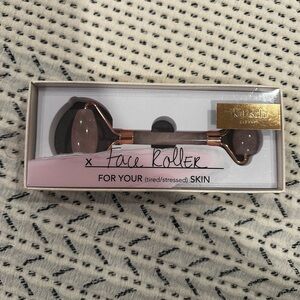 x Face Roller
FOR YOUR (tired/stressed) SKIN